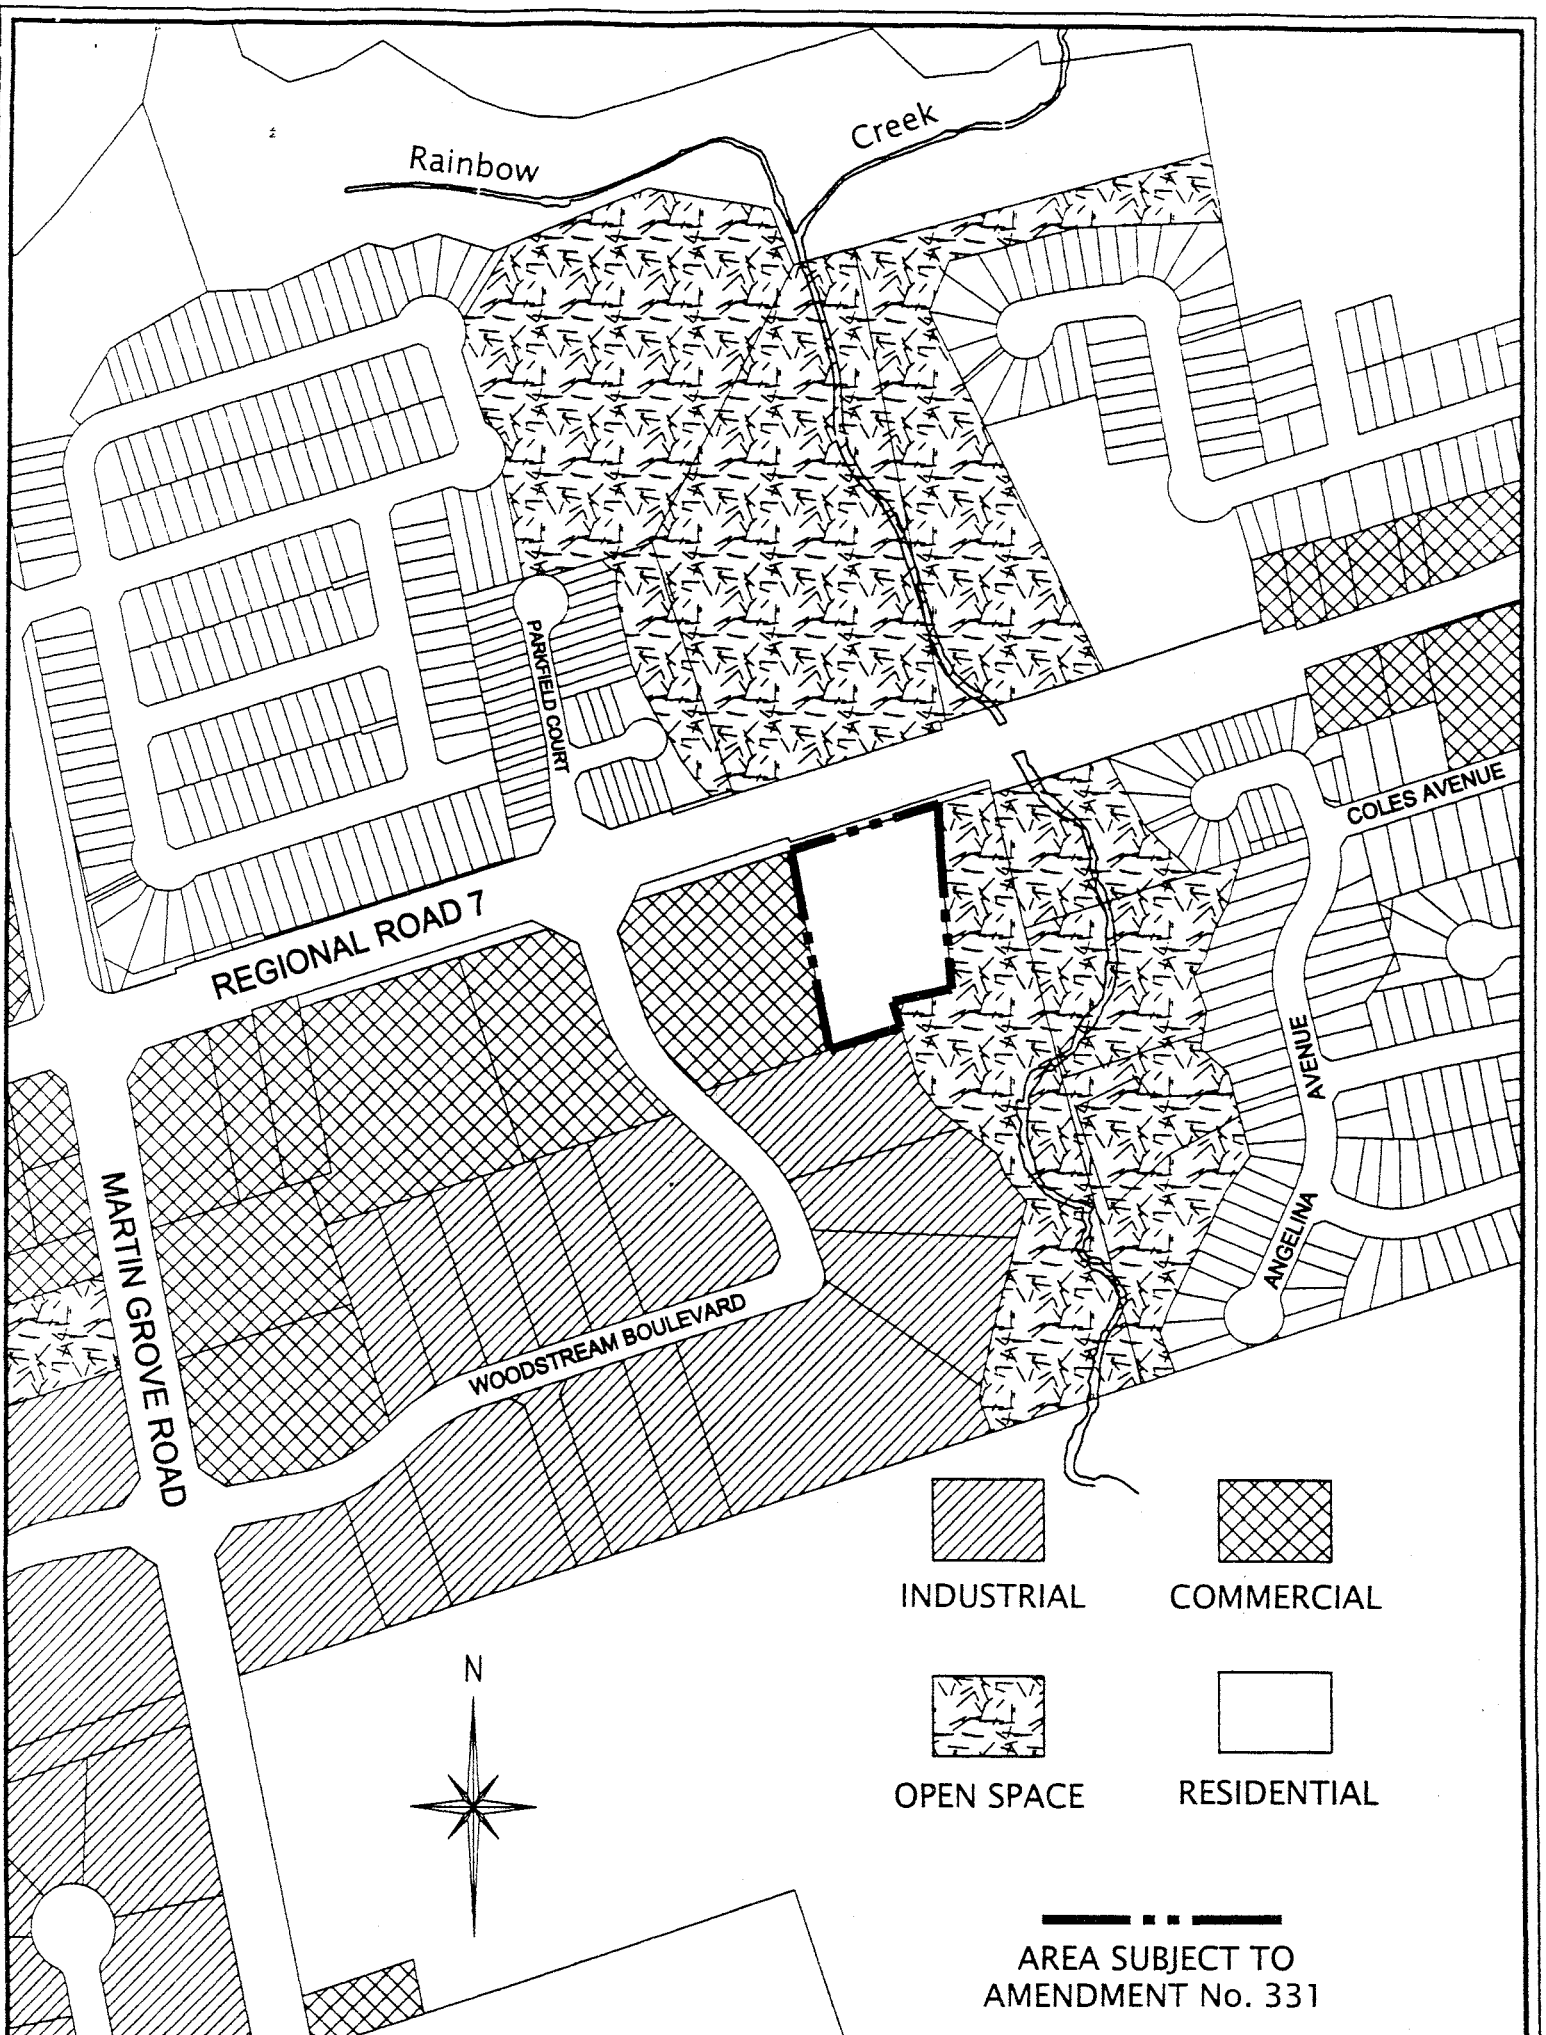 Rainbow
Creek
PARKFIELD COURT
COLES AVENUE
REGIONAL ROAD 7
AVENUE
ANGELINA
MARTIN GROVE ROAD
WOODSTREAM BOULEVARD
INDUSTRIAL
COMMERCIAL
N
OPEN SPACE
RESIDENTIAL
AREA SUBJECT TO
AMENDMENT No. 331